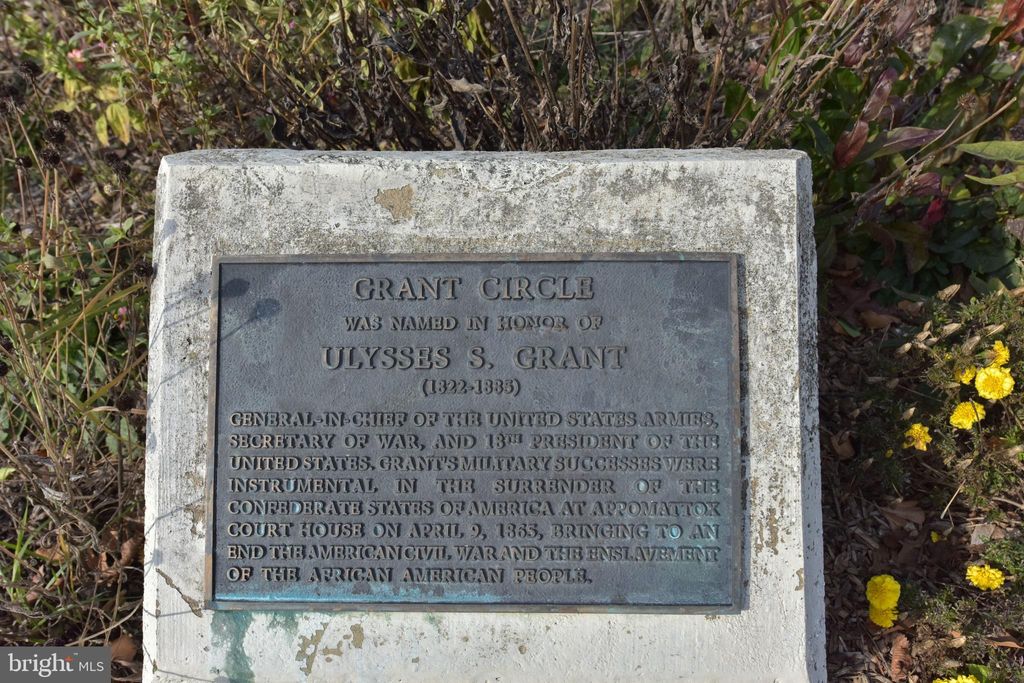 GRANT CIRCLE
WAS NAMED IN HONOR OF
ULYSSES S. GRANT
(1822-1885)
GENERAL-IN-CHIEF OF THE UNITED STATES ARMIES,
SECRETARY OF WAR, AND 18TH PRESIDENT OF THE
UNITED STATES. GRANT'S MILITARY SUCCESSES WERE
INSTRUMENTAL IN THE SURRENDER OF THE
CONFEDERATE STATES OF AMERICA AT APPOMATTOX
COURT HOUSE ON APRIL 9, 1865, BRINGING TO AN
END THE AMERICAN CIVIL WAR AND THE ENSLAVEMENT
OF THE AFRICAN AMERICAN PEOPLE.
bright MLS